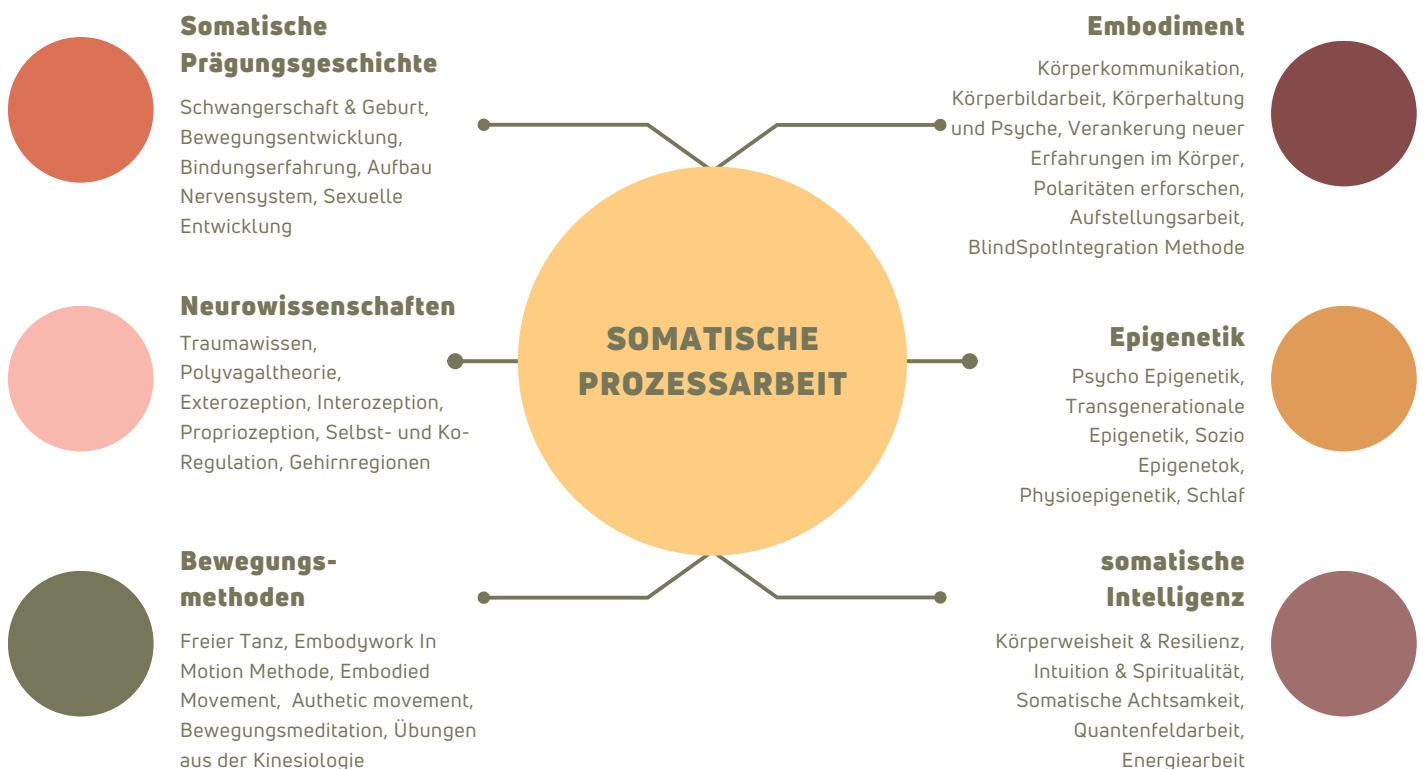 Somatische
Prägungsgeschichte
Schwangerschaft & Geburt,
Bewegungsentwicklung,
Bindungserfahrung, Aufbau
Nervensystem, Sexuelle
Entwicklung
Neurowissenschaften
Traumawissen,
Polyvagaltheorie,
Exterozeption, Interozeption,
Propriozeption, Selbst- und Ko-
Regulation, Gehirnregionen
Bewegungs-
methoden
Freier Tanz, Embodywork In
Motion Methode, Embodied
Movement,  Authetic movement,
Bewegungsmeditation, Übungen
aus der Kinesiologie
SOMATISCHE
PROZESSARBEIT
Embodiment
Körperkommunikation,
Körperbildarbeit, Körperhaltung
und Psyche, Verankerung neuer
Erfahrungen im Körper,
Polaritäten erforschen,
Aufstellungsarbeit,
BlindSpotIntegration Methode
Epigenetik
Psycho Epigenetik,
Transgenerationale
Epigenetik, Sozio
Epigenetok,
Physioepigenetik, Schlaf
somatische
Intelligenz
Körperweisheit & Resilienz,
Intuition & Spiritualität,
Somatische Achtsamkeit,
Quantenfeldarbeit,
Energiearbeit